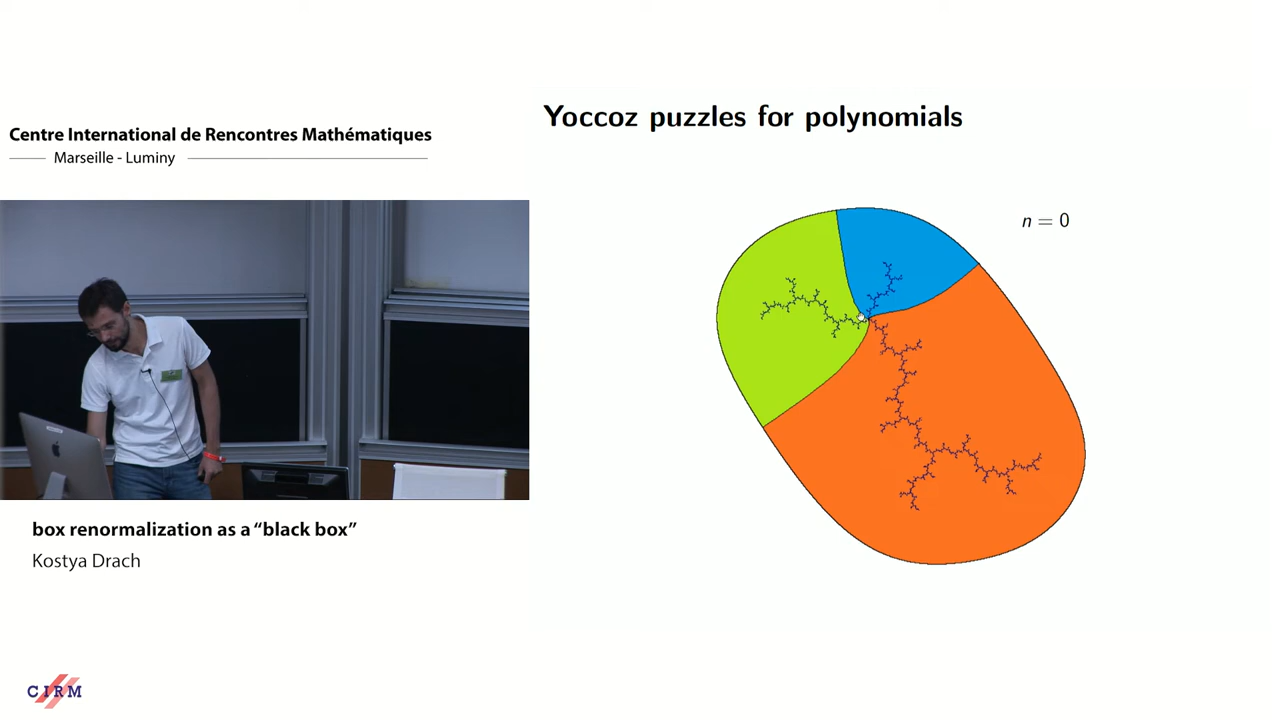 Centre International de Rencontres Mathématiques
Marseille - Luminy
Yoccoz puzzles for polynomials
n = 0
box renormalization as a “black box”
Kostya Drach
CIRM